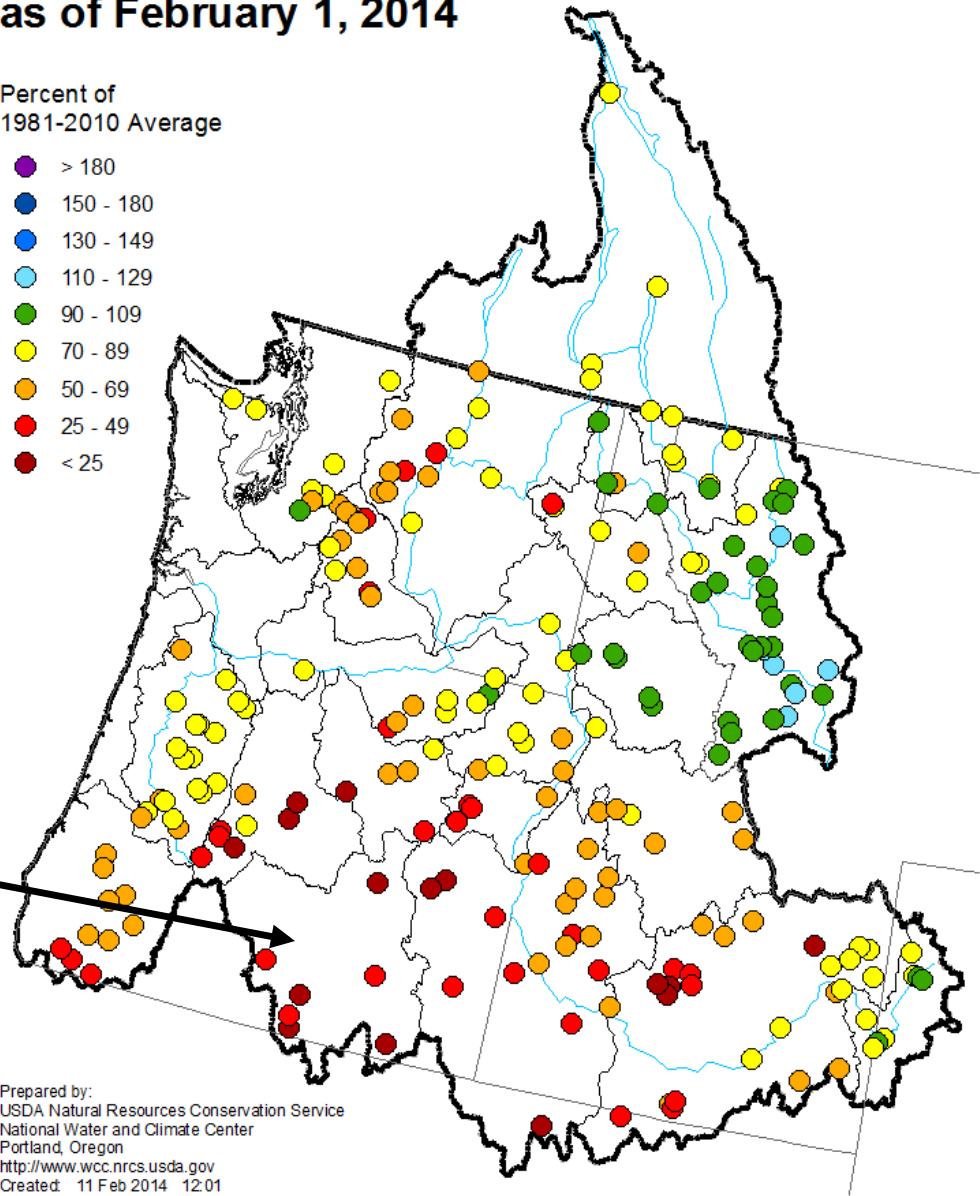 as of February 1, 2014
Percent of
1981-2010 Average
> 180
150 - 180
130 - 149
110 - 129
90 - 109
70 - 89
50 - 69
25 - 49
< 25
Prepared by:
USDA Natural Resources Conservation Service
National Water and Climate Center
Portland, Oregon
http://www.wcc.nrcs.usda.gov
Created: 11 Feb 2014 12:01